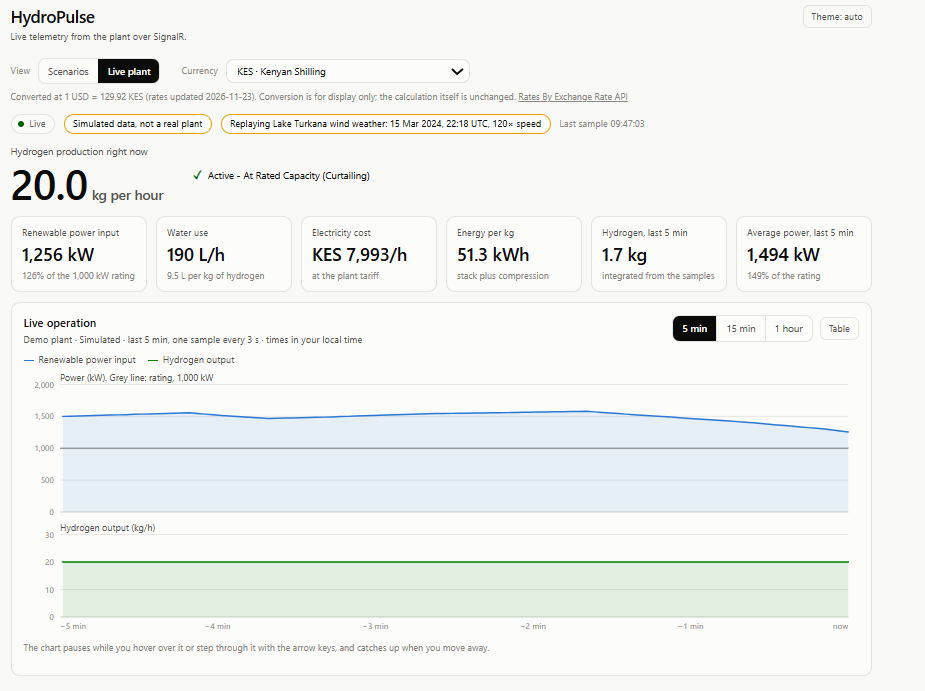 HydroPulse
Theme: auto
Live telemetry from the plant over SignalR.
View Scenarios Live plant Currency KES · Kenyan Shilling
Converted at 1 USD = 129.92 KES (rates updated 2026-11-23). Conversion is for display only; the calculation itself is unchanged. Rates By Exchange Rate API
Live Simulated data, not a real plant Replaying Lake Turkana wind weather: 15 Mar 2024, 22:18 UTC, 120× speed Last sample 09:47:03
Hydrogen production right now
20.0 kg per hour
✓ Active - At Rated Capacity (Curtailing)
Renewable power input
1,256 kW
126% of the 1,000 kW rating
Water use
190 L/h
9.5 L per kg of hydrogen
Electricity cost
KES 7,993/h
at the plant tariff
Energy per kg
51.3 kWh
stack plus compression
Hydrogen, last 5 min
1.7 kg
integrated from the samples
Average power, last 5 min
1,494 kW
149% of the rating
Live operation
5 min 15 min 1 hour Table
Demo plant · Simulated · last 5 min, one sample every 3 s · times in your local time
Renewable power input Hydrogen output
Power (kW). Grey line: rating, 1,000 kW
2,000
1,500
1,000
500
0
Hydrogen output (kg/h)
30
20
10
0
−5 min −4 min −3 min −2 min −1 min now
The chart pauses while you hover over it or step through it with the arrow keys, and catches up when you move away.